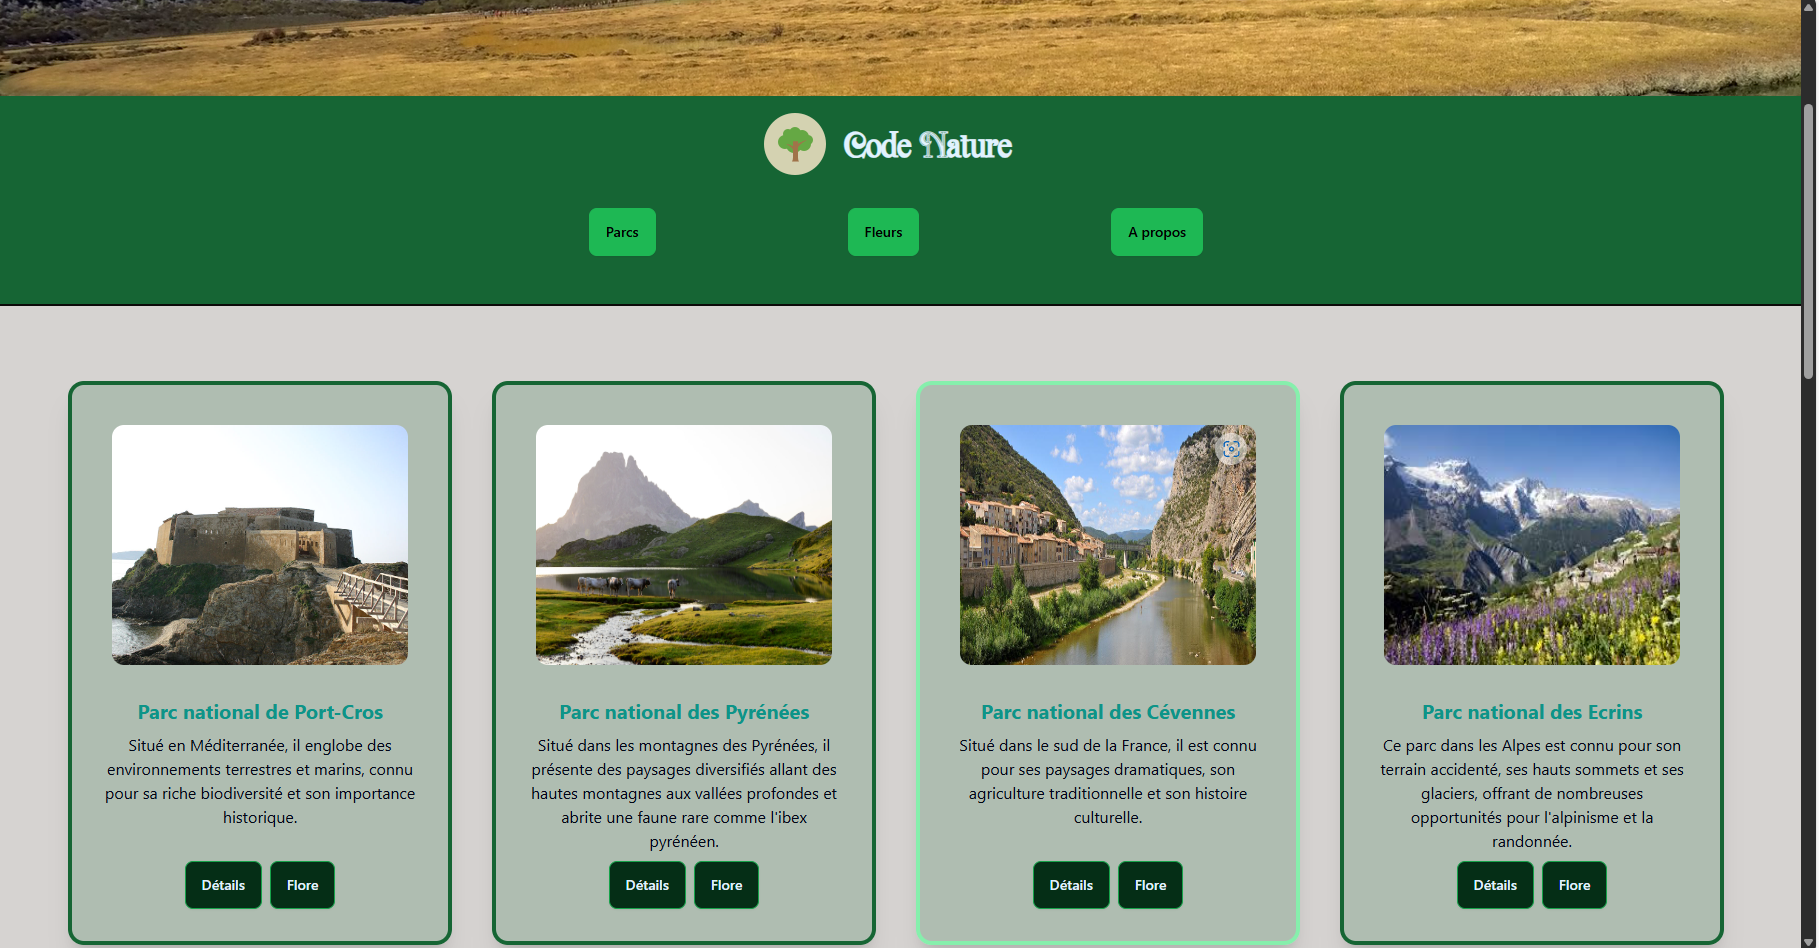 Code Nature
Parcs
Fleurs
A propos
Parc national de Port-Cros
Situé en Méditerranée, il englobe des
environnements terrestres et marins, connu
pour sa riche biodiversité et son importance
historique.
Détails
Flore
Parc national des Pyrénées
Situé dans les montagnes des Pyrénées, il
présente des paysages diversifiés allant des
hautes montagnes aux vallées profondes et
abrite une faune rare comme l'ibex
pyrénéen.
Détails
Flore
Parc national des Cévennes
Situé dans le sud de la France, il est connu
pour ses paysages dramatiques, son
agriculture traditionnelle et son histoire
culturelle.
Détails
Flore
Parc national des Ecrins
Ce parc dans les Alpes est connu pour son
terrain accidenté, ses hauts sommets et ses
glaciers, offrant de nombreuses
opportunités pour l'alpinisme et la
randonnée.
Détails
Flore